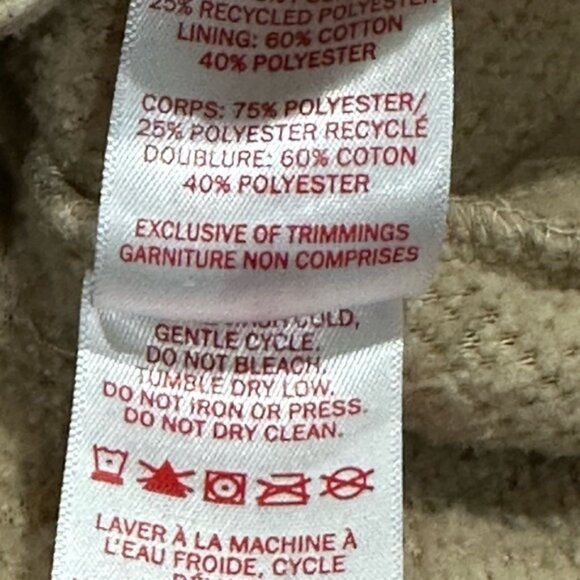 25% RECYCLED POLYESTER
LINING: 60% COTTON
40% POLYESTER
CORPS: 75% POLYESTER/
25% POLYESTER RECYCLÉ
DOUBLURE: 60% COTON
40% POLYESTER
EXCLUSIVE OF TRIMMINGS
GARNITURE NON COMPRISES
COLD,
GENTLE CYCLE.
DO NOT BLEACH.
TUMBLE DRY LOW.
DO NOT IRON OR PRESS.
DO NOT DRY CLEAN.
LAVER À LA MACHINE À
L'EAU FROIDE, CYCLE